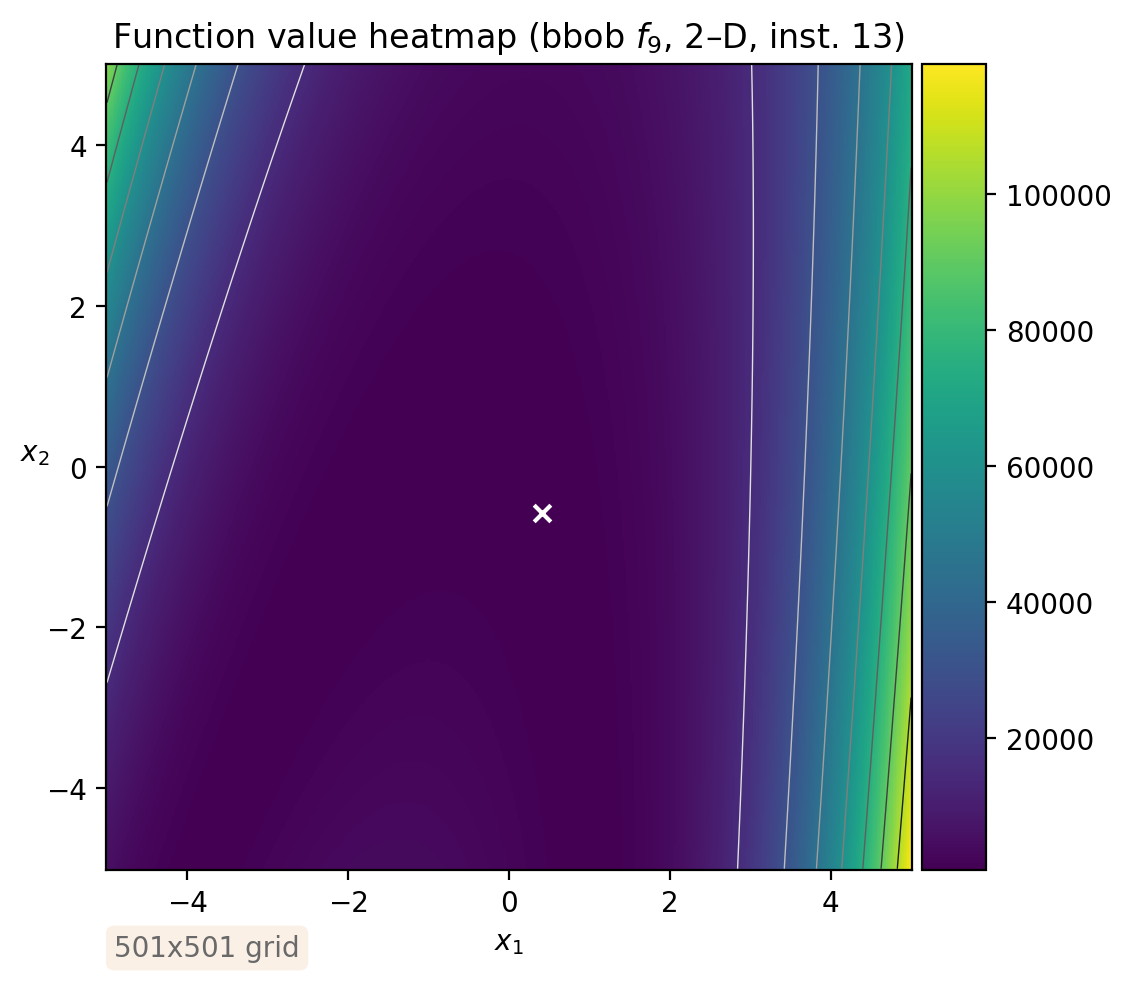 Function value heatmap (bbob f₉, 2–D, inst. 13)
4
2
0
−2
−4
x₂
−4 −2 0 2 4
x₁
100000
80000
60000
40000
20000
501x501 grid